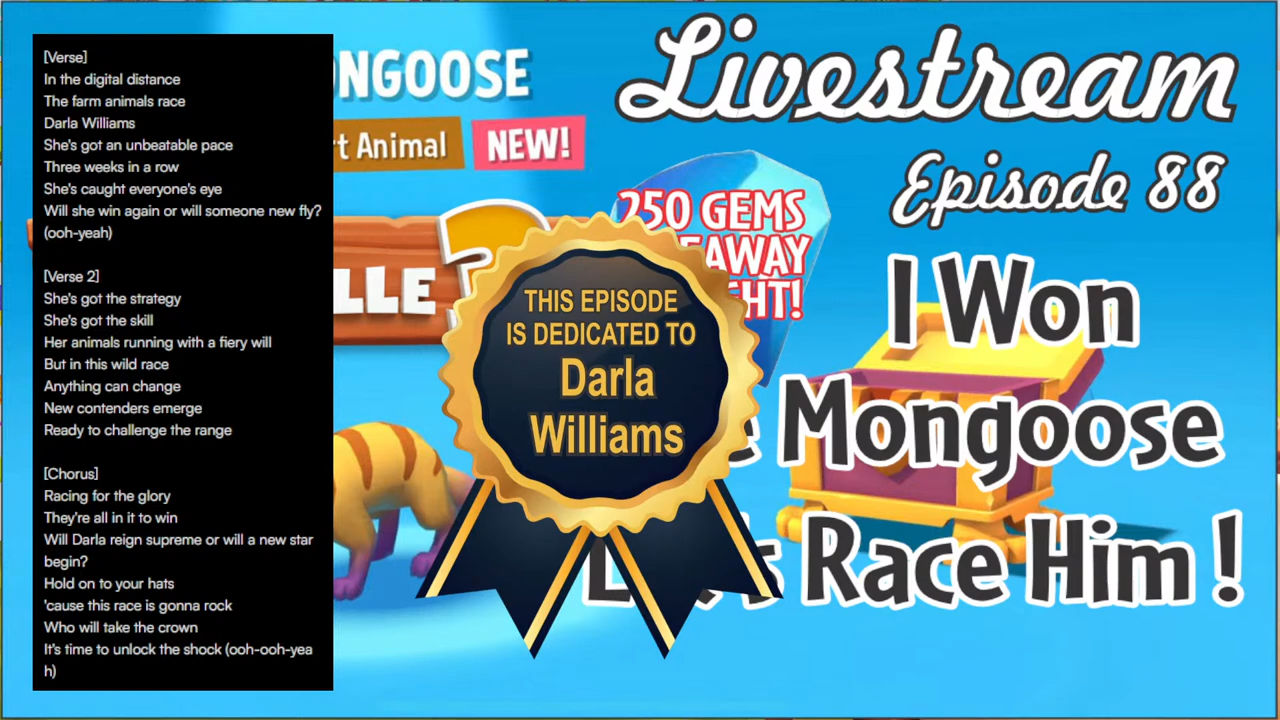 [Verse]
In the digital distance
The farm animals race
Darla Williams
She's got an unbeatable pace
Three weeks in a row
She's caught everyone's eye
Will she win again or will someone new fly?
(ooh-yeah)
[Verse 2]
She's got the strategy
She's got the skill
Her animals running with a fiery will
But in this wild race
Anything can change
New contenders emerge
Ready to challenge the range
[Chorus]
Racing for the glory
They're all in it to win
Will Darla reign supreme or will a new star
begin?
Hold on to your hats
'cause this race is gonna rock
Who will take the crown
It's time to unlock the shock (ooh-ooh-yea
h)
ONGOOSE
t Animal
NEW!
LLE
THIS EPISODE
IS DEDICATED TO
Darla
Williams
250 GEMS
EAWAY
HT!
Livestream
Episode 88
I Won
Mongoose
Race Him !